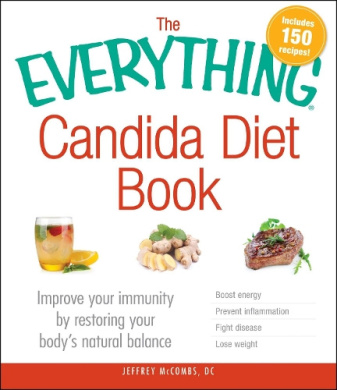 The
EVERYTHING®
Includes
150
recipes!
Candida Diet
Book
Improve your immunity
by restoring your
body's natural balance
Boost energy
Prevent inflammation
Fight disease
Lose weight
JEFFREY McCOMBS, DC